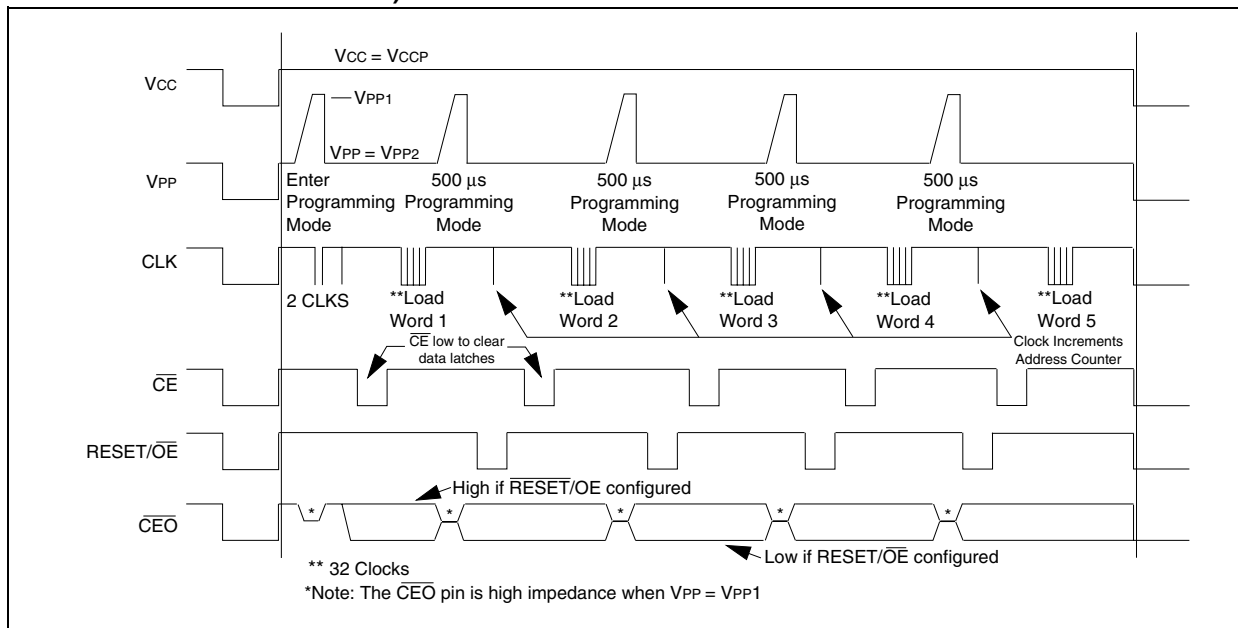 VCC = VCCP
VCC
VPP1
VPP = VPP2
VPP
Enter
Programming
Mode
500 µs
Programming
Mode
500 µs
Programming
Mode
500 µs
Programming
Mode
500 µs
Programming
Mode
CLK
2 CLKS
**Load
Word 1
**Load
Word 2
**Load
Word 3
**Load
Word 4
**Load
Word 5
CE low to clear
data latches
Clock Increments
Address Counter
CE
RESET/OE
High if RESET/OE configured
CEO
*
*
*
*
*
Low if RESET/OE configured
** 32 Clocks
*Note: The CEO pin is high impedance when VPP = VPP1